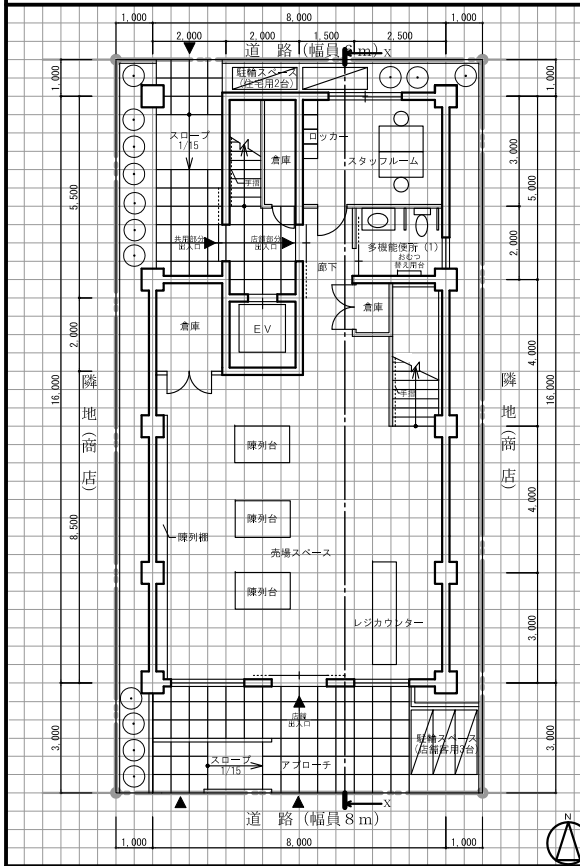 1,000
8,000
1,000
2,000
2,000
1,500
2,500
道 路 (幅員6m)
X
1,000
5,500
2,000
16,000
8,500
3,000
1,000
3,000
5,000
2,000
4,000
16,000
4,000
3,000
3,000
駐輪スペース
(住宅用2台)
スロープ
1/15
手摺
倉庫
ロッカー
スタッフルーム
共用部分
出入口
店舗部分
出入口
廊下
多機能便所 (1)
おむつ
替え用台
倉庫
EV
倉庫
手摺
隣地(商店)
隣地(商店)
陳列台
陳列台
陳列棚
売場スペース
陳列台
レジカウンター
店舗
出入口
スロープ
1/15
アプローチ
駐輪スペース
(店舗客用3台)
X
道 路 (幅員8m)
1,000
8,000
1,000
N